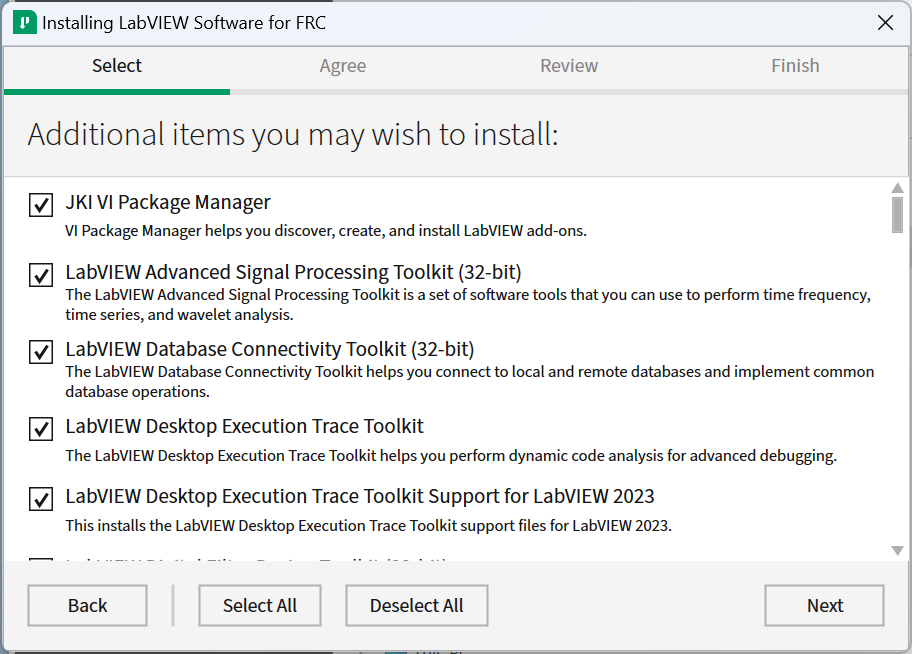 Installing LabVIEW Software for FRC
Select
Agree
Review
Finish
Additional items you may wish to install:
JKI VI Package Manager
VI Package Manager helps you discover, create, and install LabVIEW add-ons.
LabVIEW Advanced Signal Processing Toolkit (32-bit)
The LabVIEW Advanced Signal Processing Toolkit is a set of software tools that you can use to perform time frequency,
time series, and wavelet analysis.
LabVIEW Database Connectivity Toolkit (32-bit)
The LabVIEW Database Connectivity Toolkit helps you connect to local and remote databases and implement common
database operations.
LabVIEW Desktop Execution Trace Toolkit
The LabVIEW Desktop Execution Trace Toolkit helps you perform dynamic code analysis for advanced debugging.
LabVIEW Desktop Execution Trace Toolkit Support for LabVIEW 2023
This installs the LabVIEW Desktop Execution Trace Toolkit support files for LabVIEW 2023.
Back
Select All
Deselect All
Next